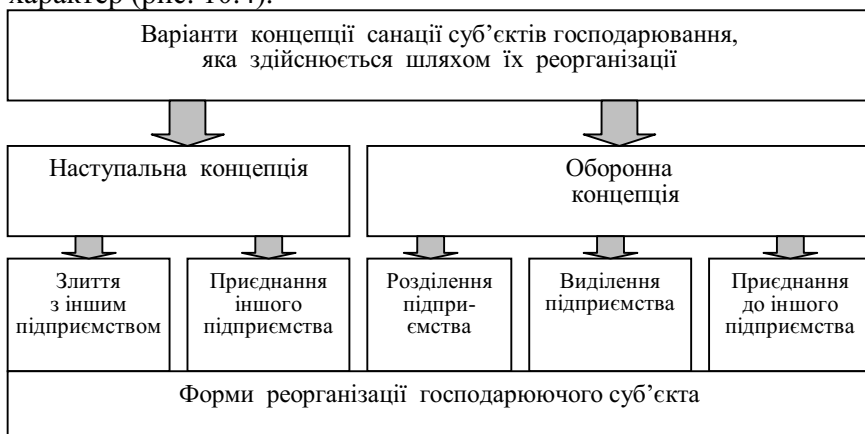 характер (рис. 10.4).
Варіанти концепції санації суб’єктів господарювання,
яка здійснюється шляхом їх реорганізації
Наступальна концепція
Оборонна
концепція
Злиття
з іншим
підприємством
Приєднання
іншого
підприємства
Розділення
підпри-
ємства
Виділення
підприємства
Приєднання
до іншого
підприємства
Форми реорганізації господарюючого суб’єкта